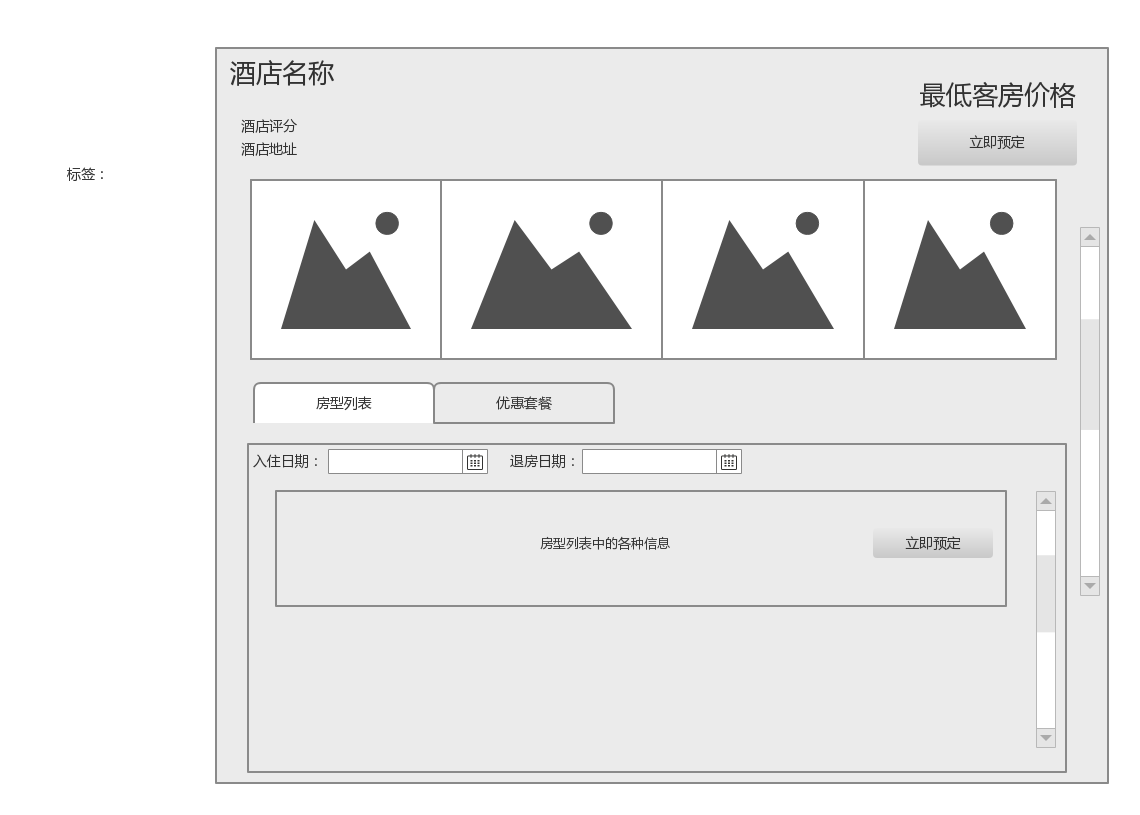 酒店名称
最低客房价格
酒店评分
立即预定
酒店地址
标签：
房型列表
优惠套餐
入住日期： 退房日期：
房型列表中的各种信息
立即预定